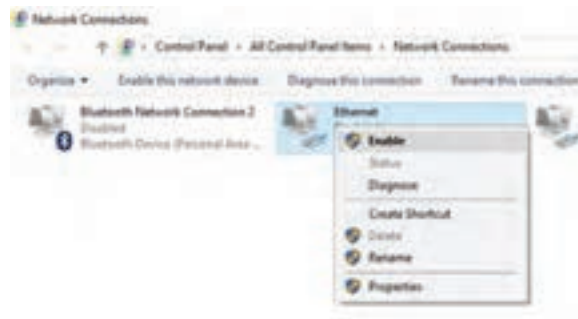 Network Connections
Control Panel › All Control Panel Items › Network Connections
Organize Enable this network device Diagnose this connection Rename this connection
Bluetooth Network Connection 2
Disabled
Bluetooth Device (Personal Area ...
Ethernet
Enable
Status
Diagnose
Create Shortcut
Delete
Rename
Properties